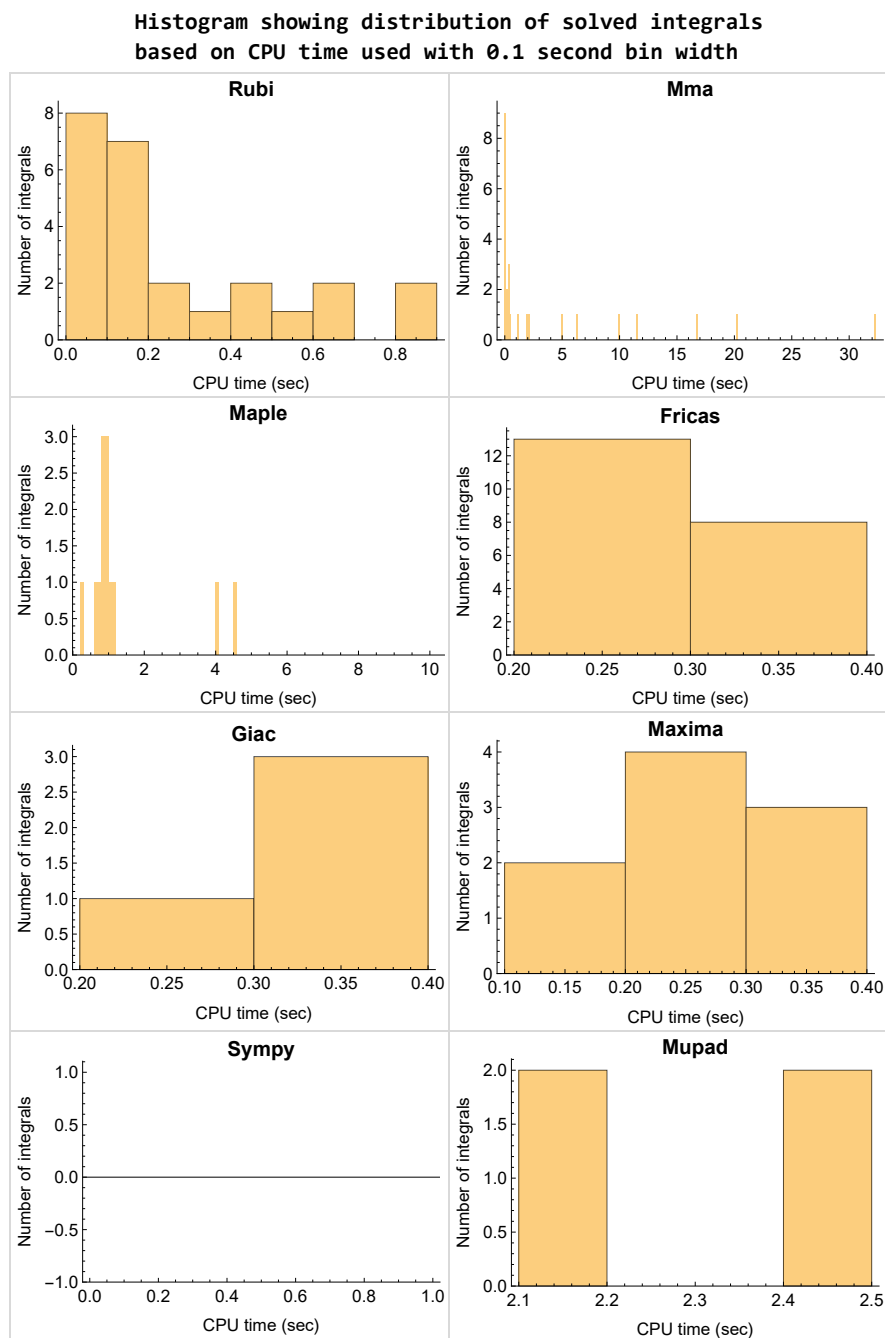 Histogram showing distribution of solved integrals
based on CPU time used with 0.1 second bin width
Rubi
Number of integrals
8
6
4
2
0
0.0 0.2 0.4 0.6 0.8
CPU time (sec)
Mma
Number of integrals
8
6
4
2
0
0 5 10 15 20 25 30
CPU time (sec)
Maple
Number of integrals
3.0
2.5
2.0
1.5
1.0
0.5
0.0
0 2 4 6 8 10
CPU time (sec)
Fricas
Number of integrals
12
10
8
6
4
2
0
0.20 0.25 0.30 0.35 0.40
CPU time (sec)
Giac
Number of integrals
3.0
2.5
2.0
1.5
1.0
0.5
0.0
0.20 0.25 0.30 0.35 0.40
CPU time (sec)
Maxima
Number of integrals
4
3
2
1
0
0.10 0.15 0.20 0.25 0.30 0.35 0.40
CPU time (sec)
Sympy
Number of integrals
1.0
0.5
0.0
−0.5
−1.0
0.0 0.2 0.4 0.6 0.8 1.0
CPU time (sec)
Mupad
Number of integrals
2.0
1.5
1.0
0.5
0.0
2.1 2.2 2.3 2.4 2.5
CPU time (sec)